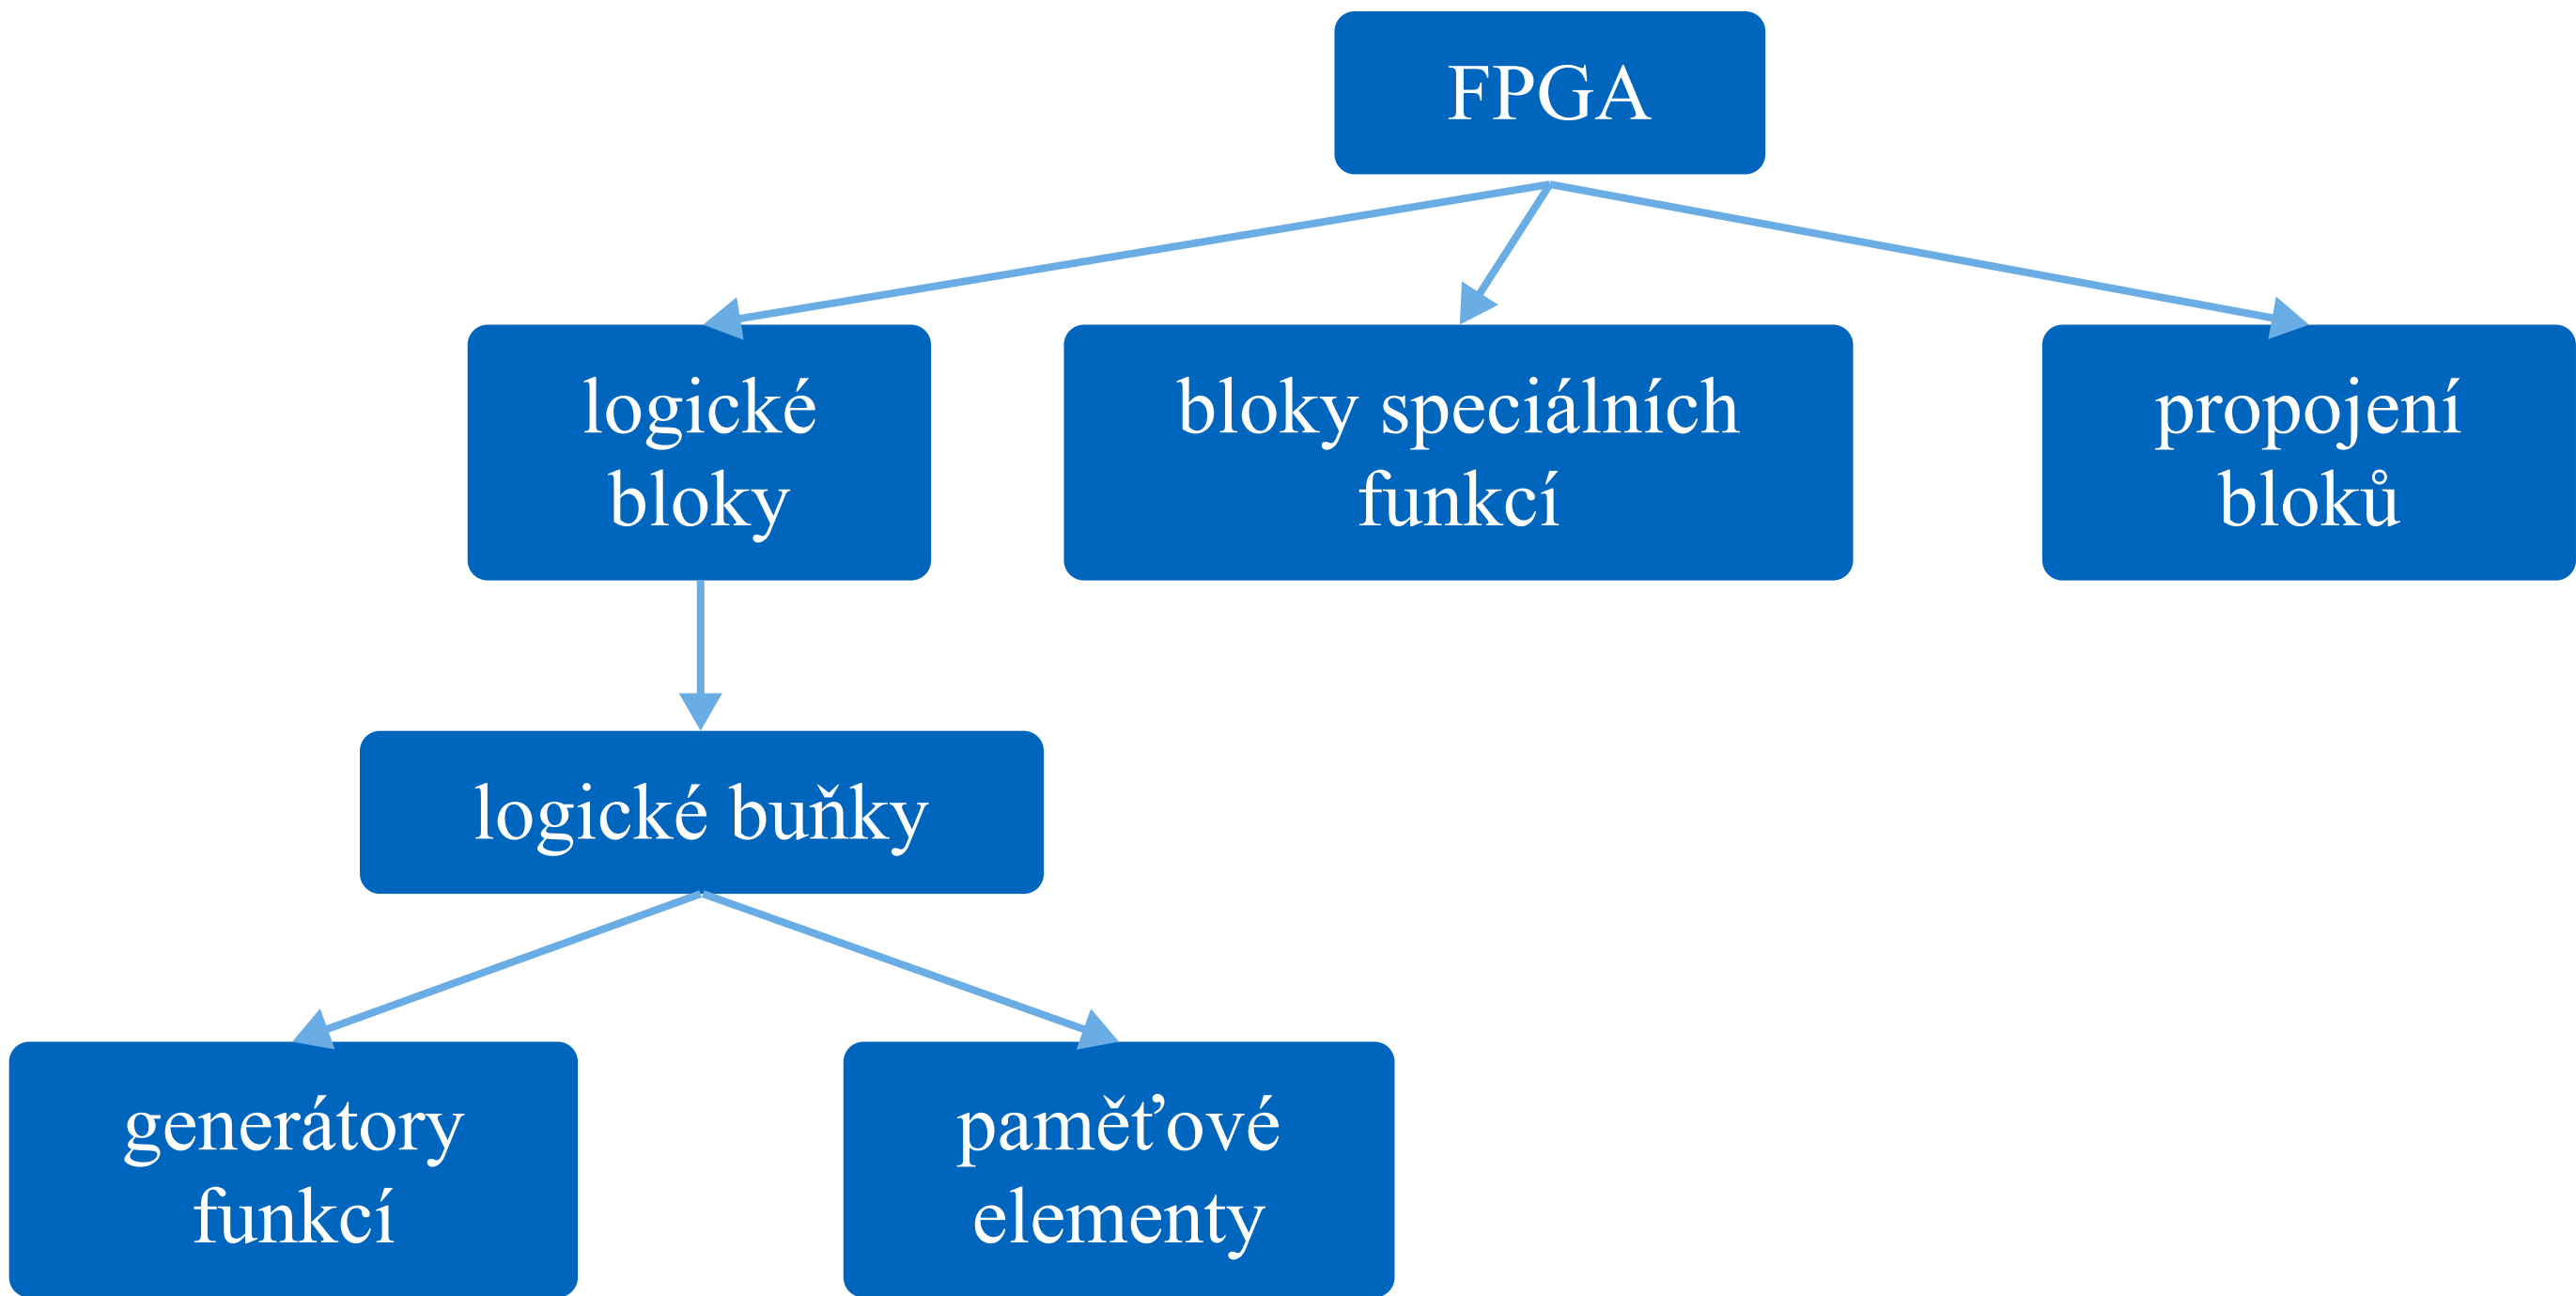 FPGA
logické
bloky
bloky speciálních
funkcí
propojení
bloků
logické buňky
generátory
funkcí
paměťové
elementy